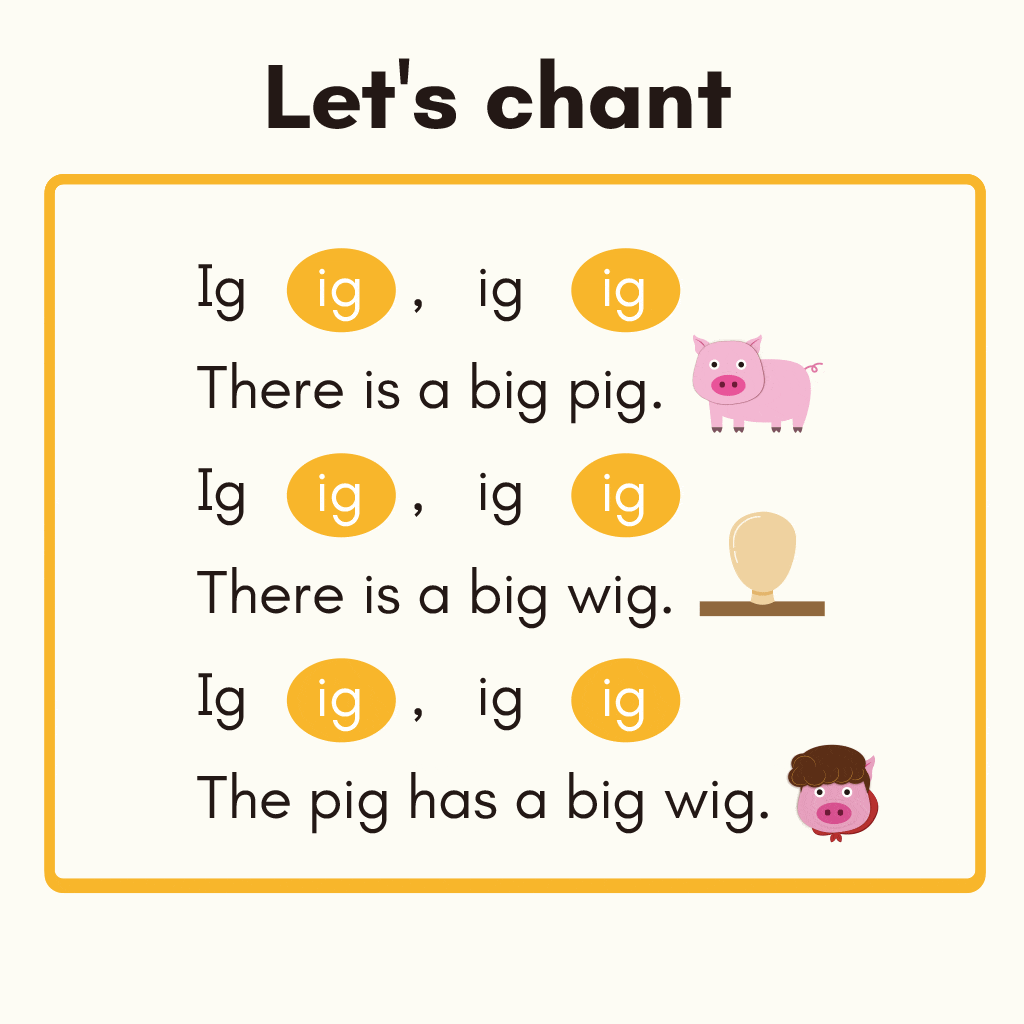 Let's chant
Ig ig , ig ig
There is a big pig.
Ig ig , ig ig
There is a big wig.
Ig ig , ig ig
The pig has a big wig.